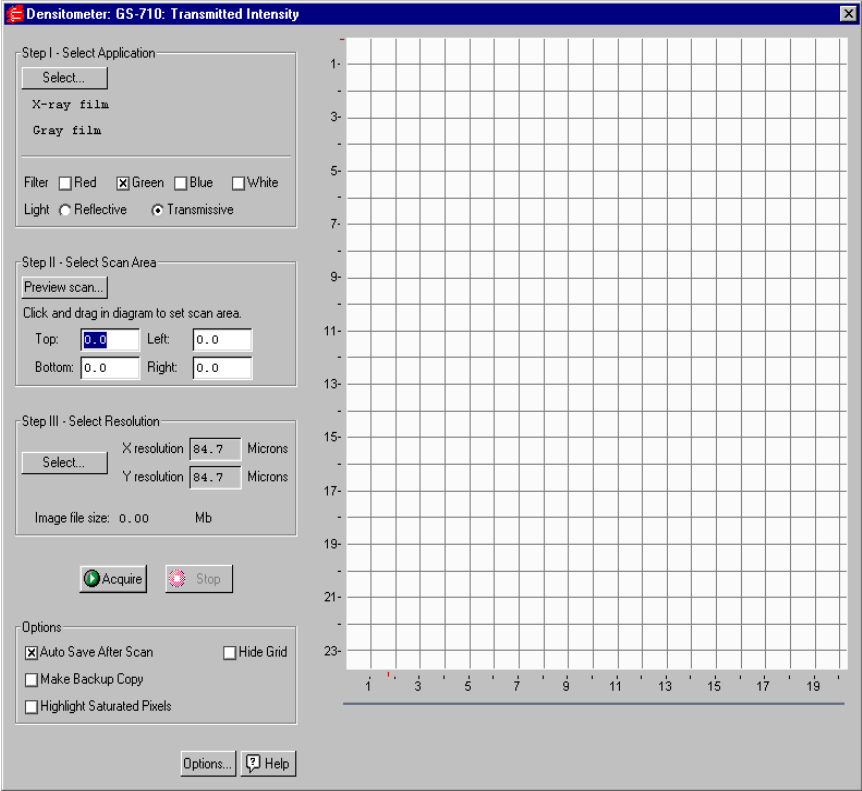 Densitometer: GS-710: Transmitted Intensity
Step I - Select Application
Select...
X-ray film
Gray film
Filter Red Green Blue White
Light Reflective Transmissive
Step II - Select Scan Area
Preview scan...
Click and drag in diagram to set scan area.
Top: 0.0 Left: 0.0
Bottom: 0.0 Right: 0.0
Step III - Select Resolution
Select...
X resolution 84.7 Microns
Y resolution 84.7 Microns
Image file size: 0.00 Mb
Acquire Stop
Options
Auto Save After Scan Hide Grid
Make Backup Copy
Highlight Saturated Pixels
Options... Help
1-
3-
5-
7-
9-
11-
13-
15-
17-
19-
21-
23-
1 3 5 7 9 11 13 15 17 19